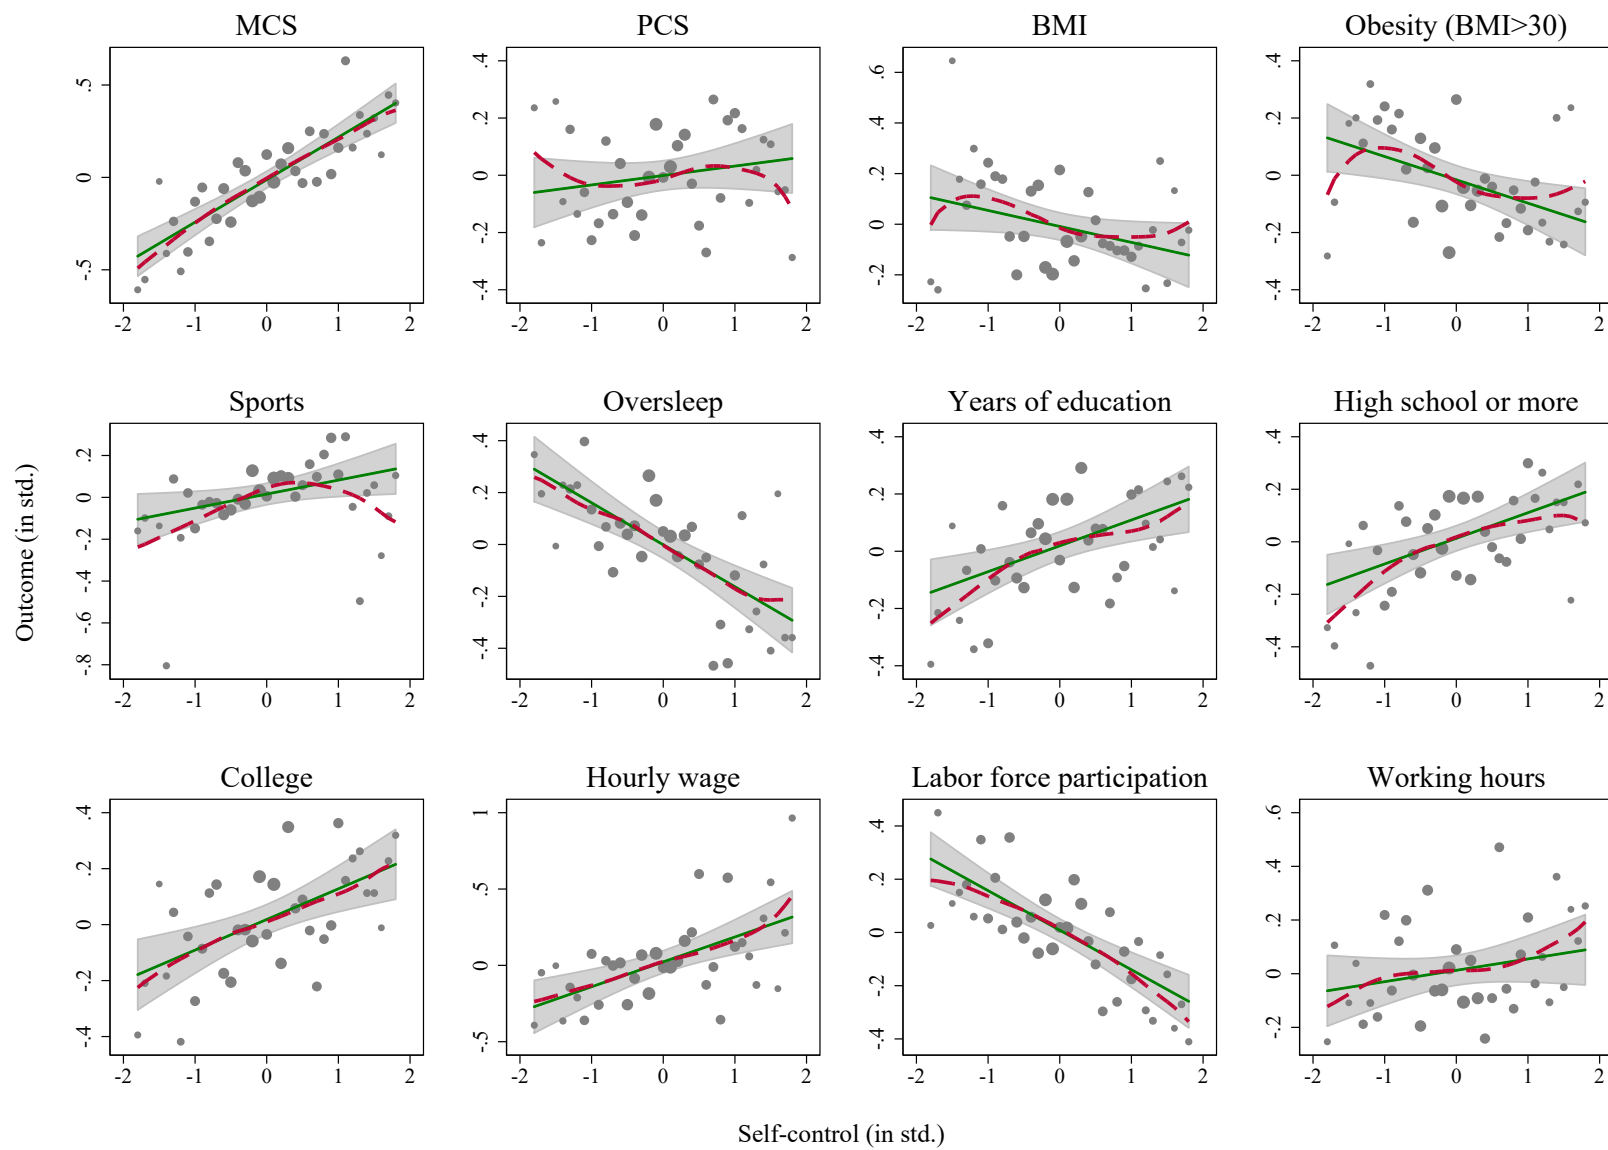 MCS PCS BMI Obesity (BMI>30)
.5 .4 .6 .4
0 .2 .4 .2
-.5 0 .2 0
-.2 0 -.2
-.4 -.2 -.4
-2 -1 0 1 2 -2 -1 0 1 2 -2 -1 0 1 2 -2 -1 0 1 2
Sports Oversleep Years of education High school or more
.2 .4 .4 .4
0 .2 .2 .2
-.2 0 0 0
-.4 -.2 -.2 -.2
-.6 -.4 -.4 -.4
-.8
-2 -1 0 1 2 -2 -1 0 1 2 -2 -1 0 1 2 -2 -1 0 1 2
Outcome (in std.)
College Hourly wage Labor force participation Working hours
.4 1 .4 .6
.2 .5 .2 .4
0 0 0 .2
-.2 -.5 -.2 0
-.4 -.4 -.2
-2 -1 0 1 2 -2 -1 0 1 2 -2 -1 0 1 2 -2 -1 0 1 2
Self-control (in std.)